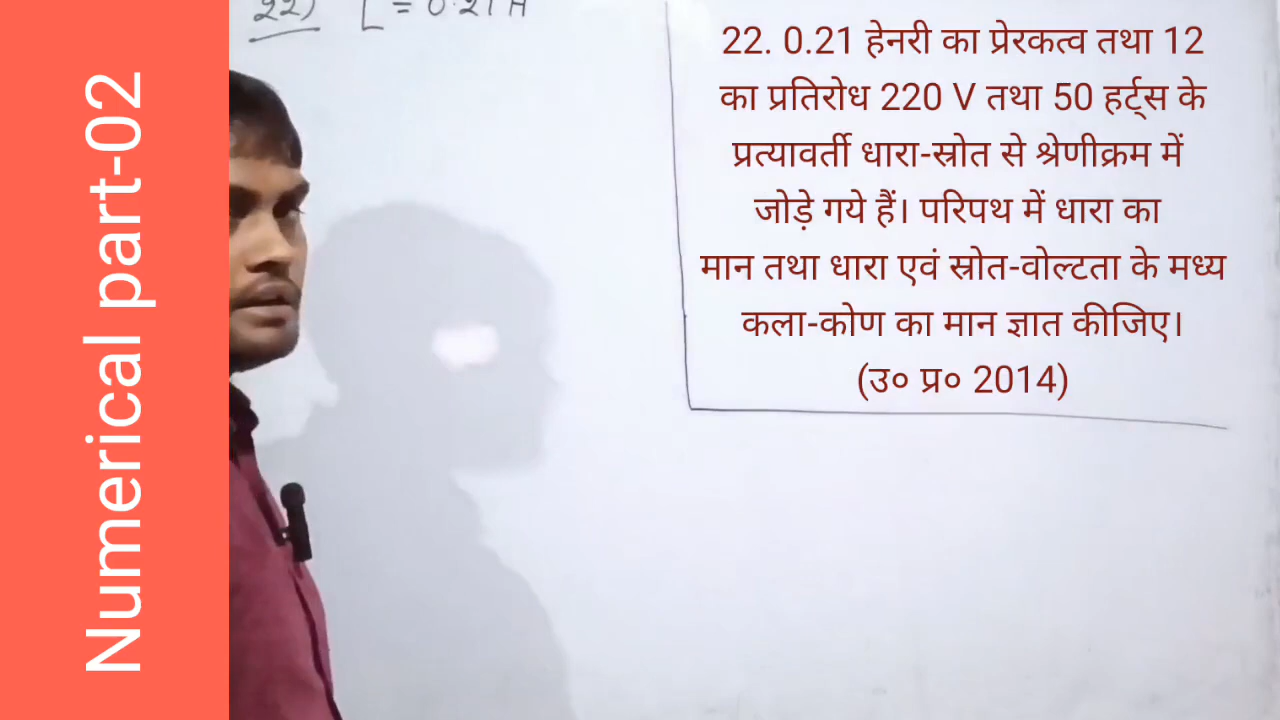 Numerical part-02
22) L = 0.21 H
22. 0.21 हेनरी का प्रेरकत्व तथा 12
का प्रतिरोध 220 V तथा 50 हर्ट्स के
प्रत्यावर्ती धारा-स्रोत से श्रेणीक्रम में
जोड़े गये हैं। परिपथ में धारा का
मान तथा धारा एवं स्रोत-वोल्टता के मध्य
कला-कोण का मान ज्ञात कीजिए।
(उ० प्र० 2014)